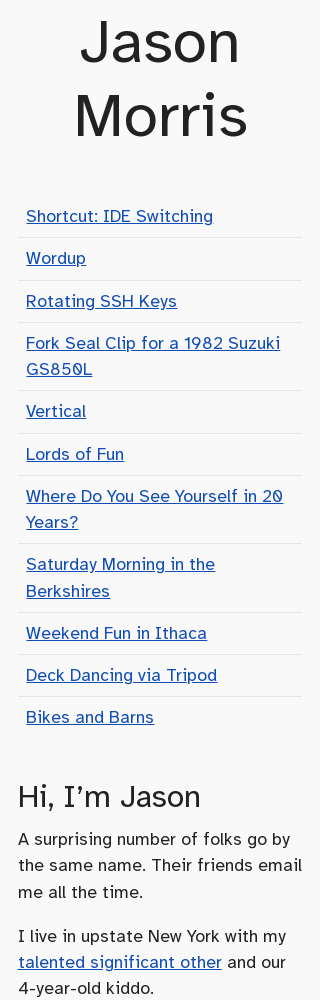 Jason
Morris
Shortcut: IDE Switching
Wordup
Rotating SSH Keys
Fork Seal Clip for a 1982 Suzuki
GS850L
Vertical
Lords of Fun
Where Do You See Yourself in 20
Years?
Saturday Morning in the
Berkshires
Weekend Fun in Ithaca
Deck Dancing via Tripod
Bikes and Barns
Hi, I’m Jason
A surprising number of folks go by
the same name. Their friends email
me all the time.
I live in upstate New York with my
talented significant other and our
4-year-old kiddo.